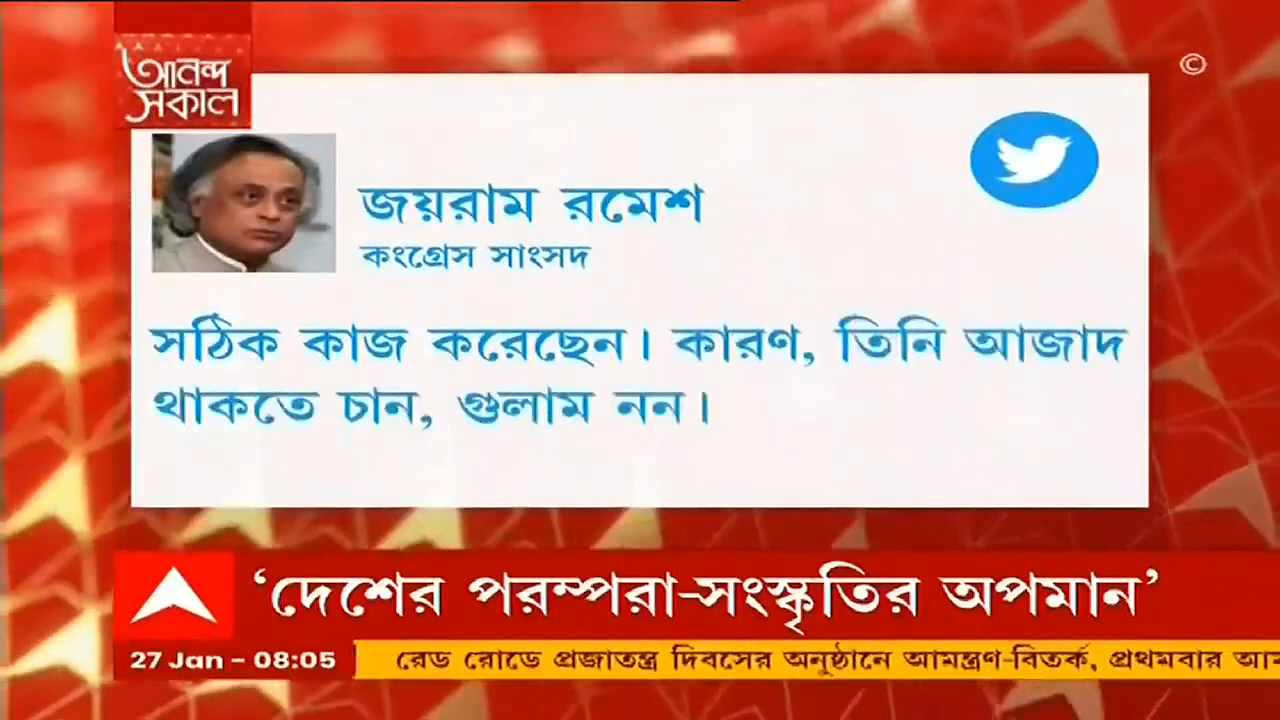 আনন্দ
সকাল
©
জয়রাম রমেশ
কংগ্রেস সাংসদ
সঠিক কাজ করেছেন। কারণ, তিনি আজাদ
থাকতে চান, গুলাম নন।
‘দেশের পরম্পরা-সংস্কৃতির অপমান’
27 Jan - 08:05
রেড রোডে প্রজাতন্ত্র দিবসের অনুষ্ঠানে আমন্ত্রণ-বিতর্ক, প্রথমবার